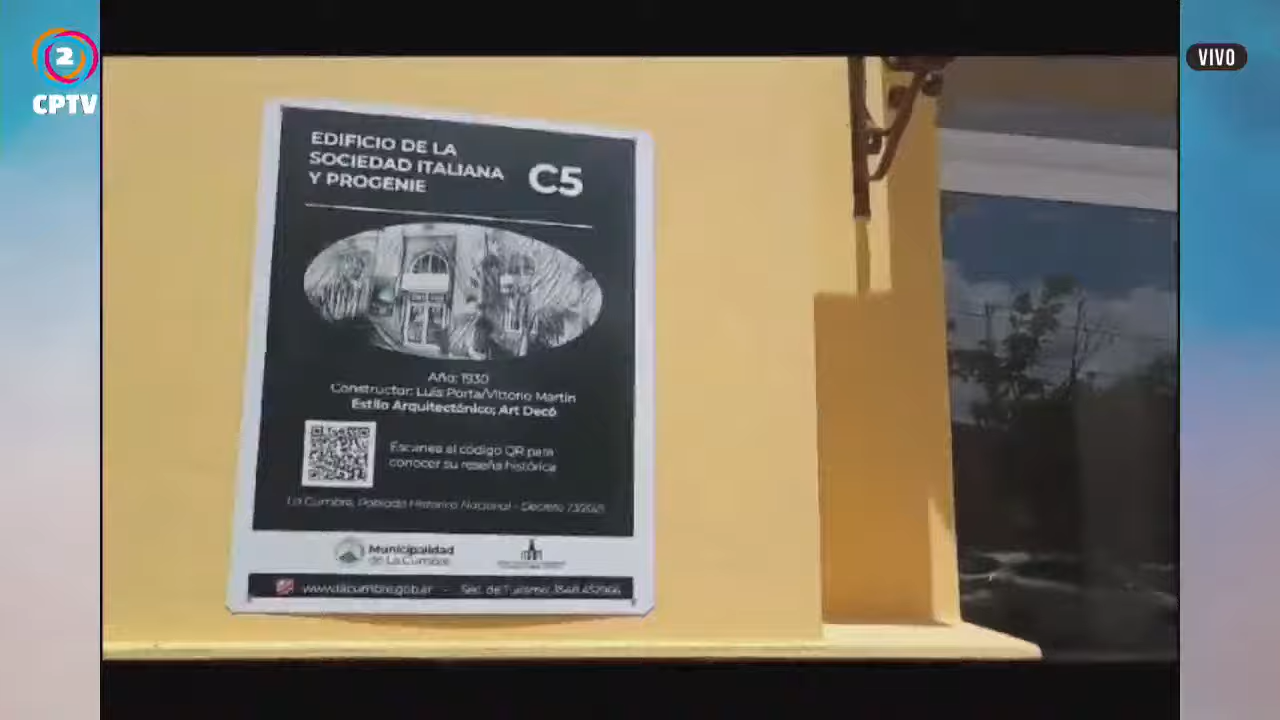 2
CPTV
VIVO
EDIFICIO DE LA
SOCIEDAD ITALIANA
Y PROGENIE
C5
Año: 1930
Constructor: Luis Porta/Vittorio Martin
Estilo Arquitectónico; Art Decó
Escanea el código QR para
conocer su reseña histórica
La Cumbre, Poblado Histórico Nacional - Decreto
Municipalidad
de La Cumbre
www.lacumbre.gob.ar - Sec. de Turismo: